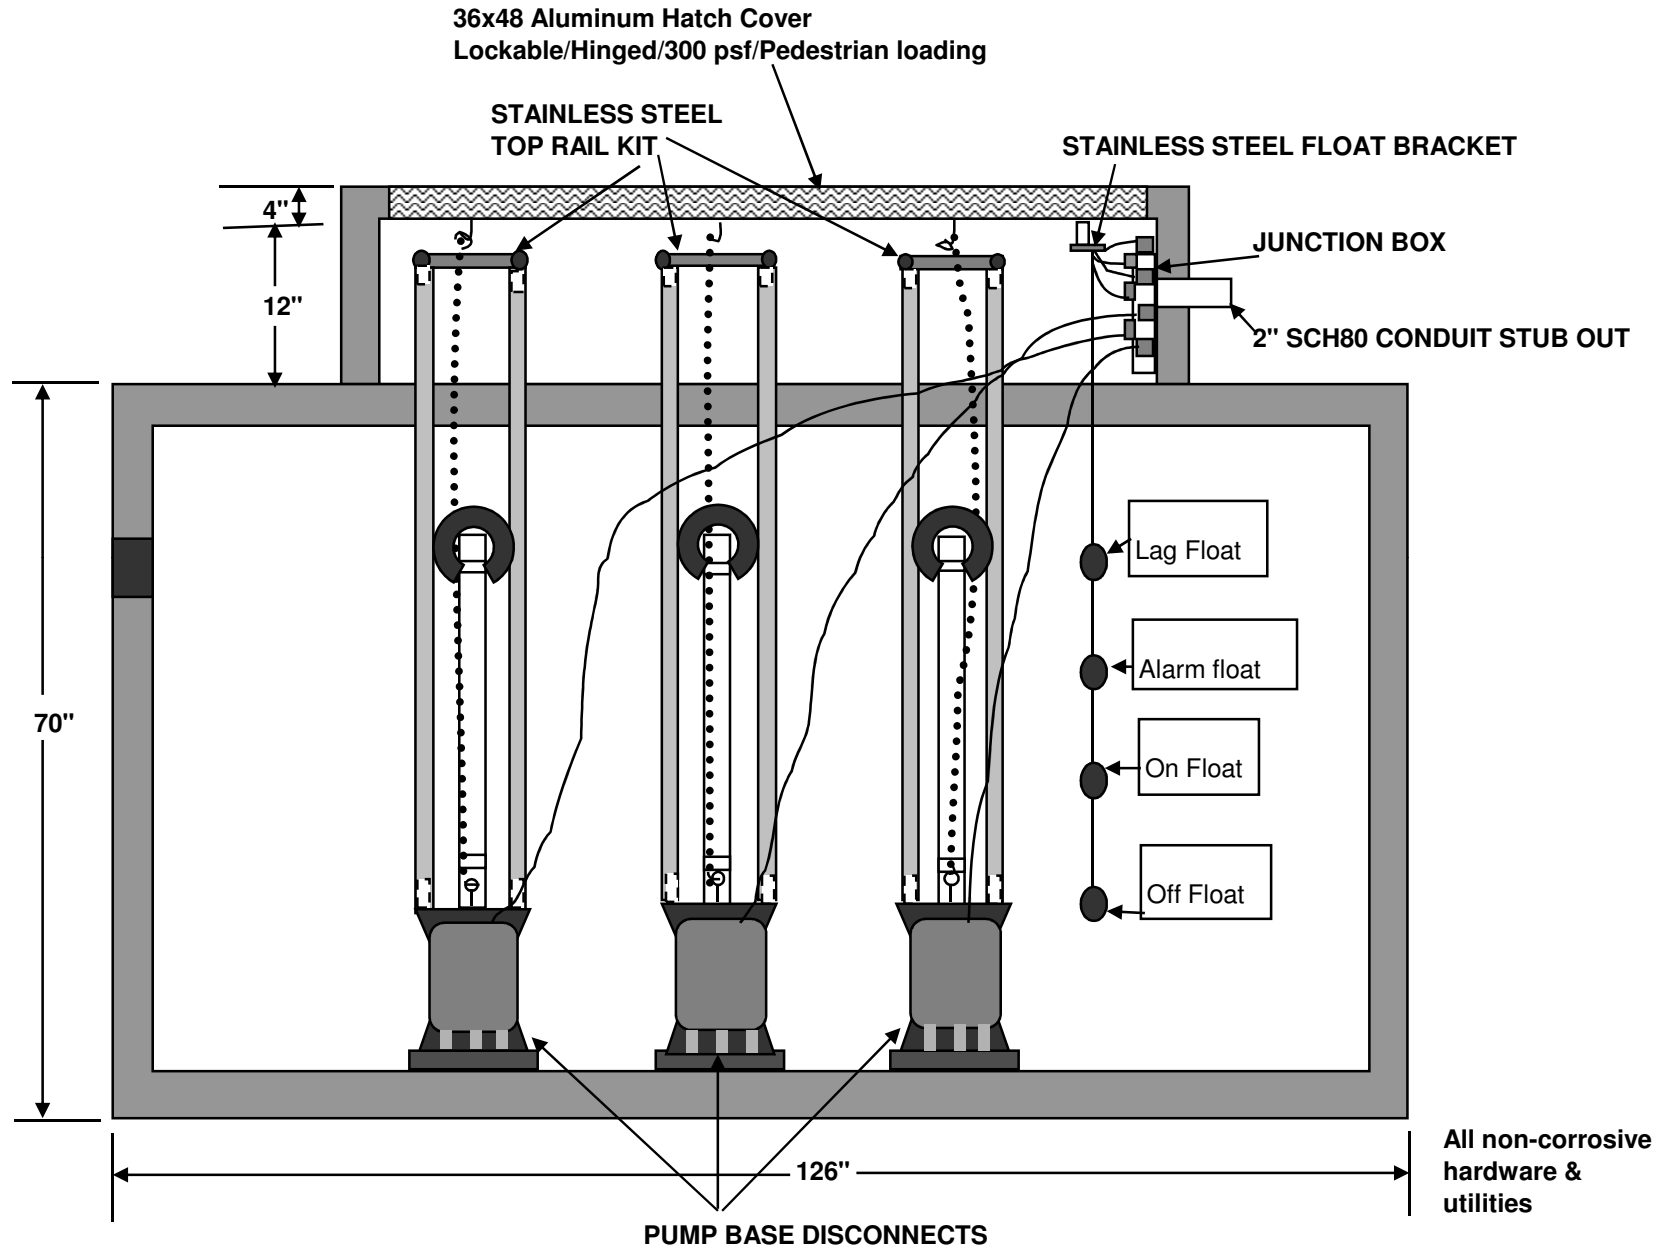 36x48 Aluminum Hatch Cover
Lockable/Hinged/300 psf/Pedestrian loading
STAINLESS STEEL
TOP RAIL KIT
STAINLESS STEEL FLOAT BRACKET
4"
JUNCTION BOX
12"
2" SCH80 CONDUIT STUB OUT
Lag Float
Alarm float
70"
On Float
Off Float
All non-corrosive
hardware &
utilities
126"
PUMP BASE DISCONNECTS